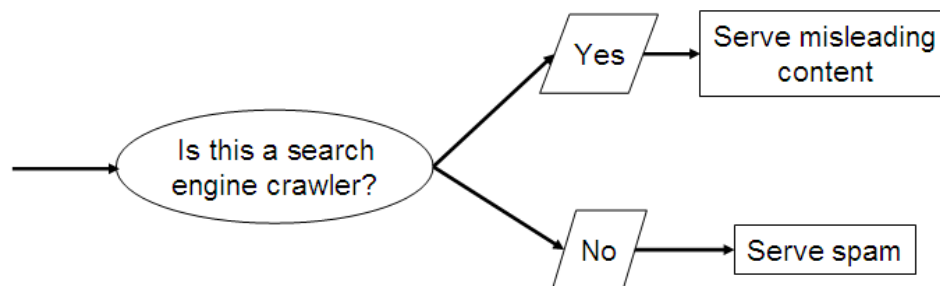 Is this a search
engine crawler?
Yes
Serve misleading
content
No
Serve spam